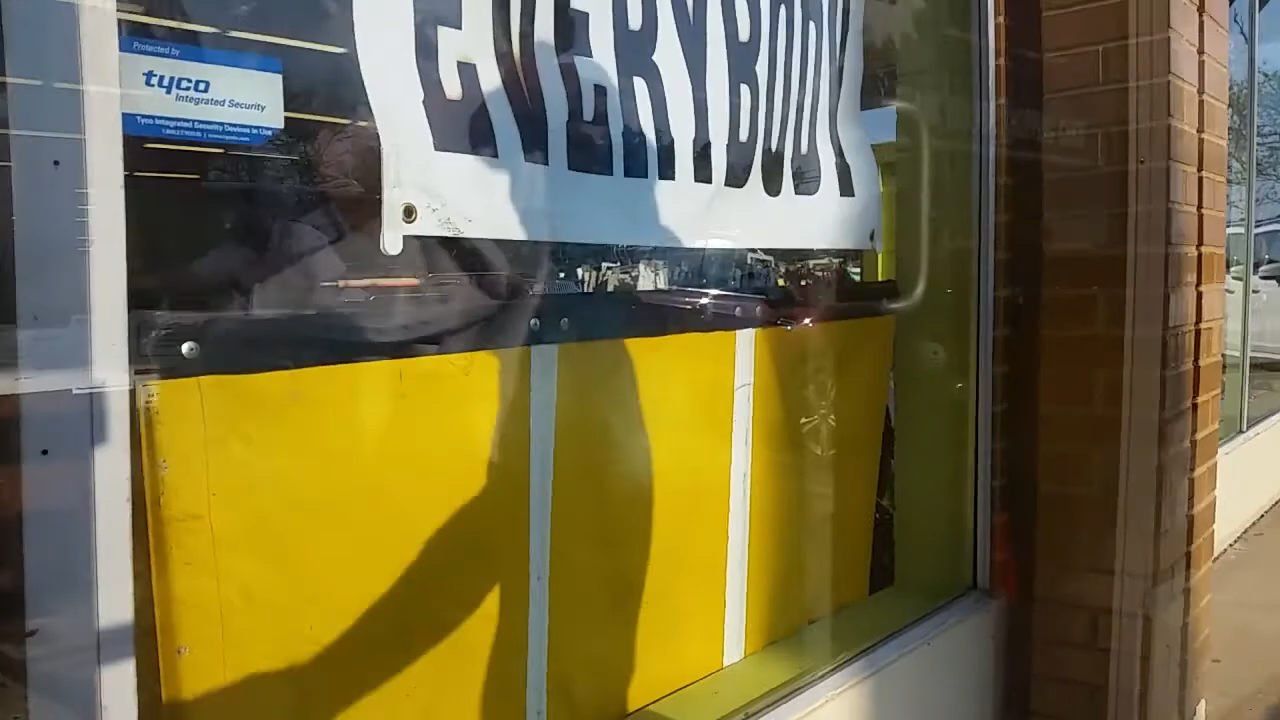 EVERYBODY
Protected by
tyco
Integrated Security
Tyco Integrated Security Devices in Use